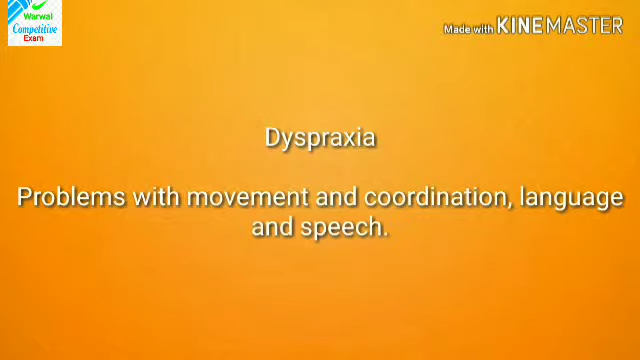 Warwal
Competitive
Exam
Made with KINEMASTER
Dyspraxia
Problems with movement and coordination, language
and speech.